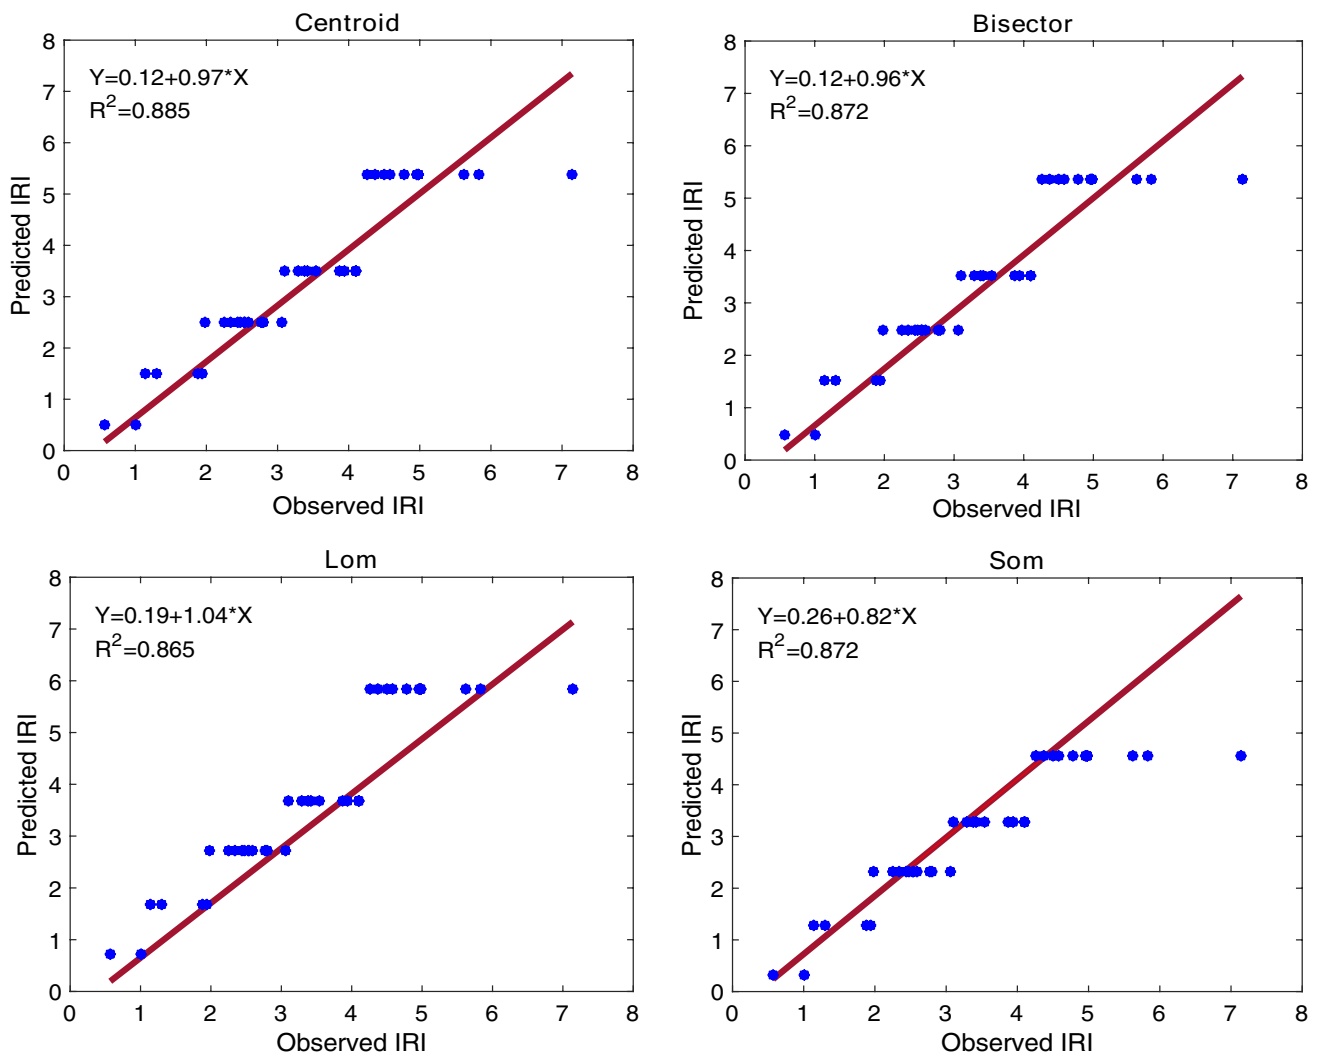 Centroid
Y=0.12+0.97*X
R2=0.885
8
7
6
5
4
3
2
1
0
Predicted IRI
0 1 2 3 4 5 6 7 8
Observed IRI
Bisector
Y=0.12+0.96*X
R2=0.872
8
7
6
5
4
3
2
1
0
Predicted IRI
0 1 2 3 4 5 6 7 8
Observed IRI
Lom
Y=0.19+1.04*X
R2=0.865
8
7
6
5
4
3
2
1
0
Predicted IRI
0 1 2 3 4 5 6 7 8
Observed IRI
Som
Y=0.26+0.82*X
R2=0.872
8
7
6
5
4
3
2
1
0
Predicted IRI
0 1 2 3 4 5 6 7 8
Observed IRI